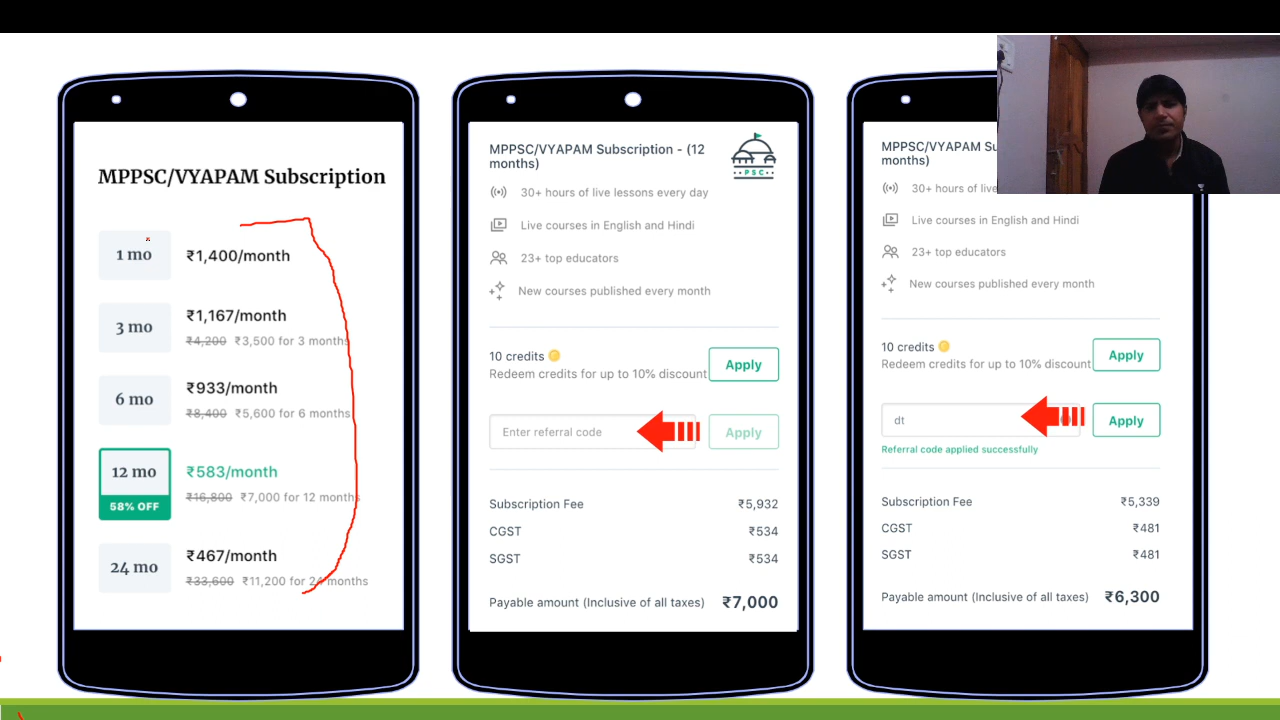 MPPSC/VYAPAM Subscription
1 mo
₹1,400/month
3 mo
₹1,167/month
₹4,200 ₹3,500 for 3 months
6 mo
₹933/month
₹8,400 ₹5,600 for 6 months
12 mo
58% OFF
₹583/month
₹16,800 ₹7,000 for 12 months
24 mo
₹467/month
₹33,600 ₹11,200 for 24 months
MPPSC/VYAPAM Subscription - (12
months)
PSC
30+ hours of live lessons every day
Live courses in English and Hindi
23+ top educators
New courses published every month
10 credits
Redeem credits for up to 10% discount
Apply
Enter referral code
Apply
Subscription Fee ₹5,932
CGST ₹534
SGST ₹534
Payable amount (Inclusive of all taxes) ₹7,000
MPPSC/VYAPAM Su
months)
30+ hours of live
Live courses in English and Hindi
23+ top educators
New courses published every month
10 credits
Redeem credits for up to 10% discount
Apply
dt
Apply
Referral code applied successfully
Subscription Fee ₹5,339
CGST ₹481
SGST ₹481
Payable amount (Inclusive of all taxes) ₹6,300